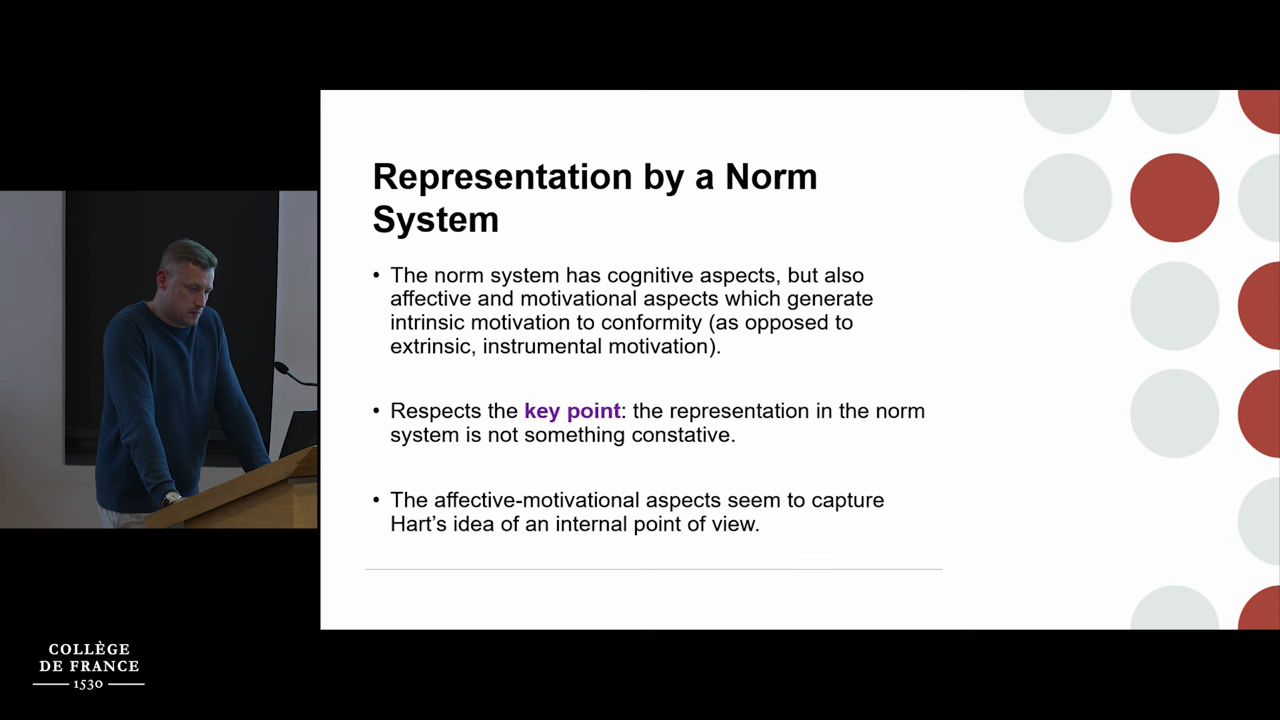 Representation by a Norm
System
• The norm system has cognitive aspects, but also
affective and motivational aspects which generate
intrinsic motivation to conformity (as opposed to
extrinsic, instrumental motivation).
• Respects the key point: the representation in the norm
system is not something constative.
• The affective-motivational aspects seem to capture
Hart's idea of an internal point of view.
COLLÈGE
DE FRANCE
1530